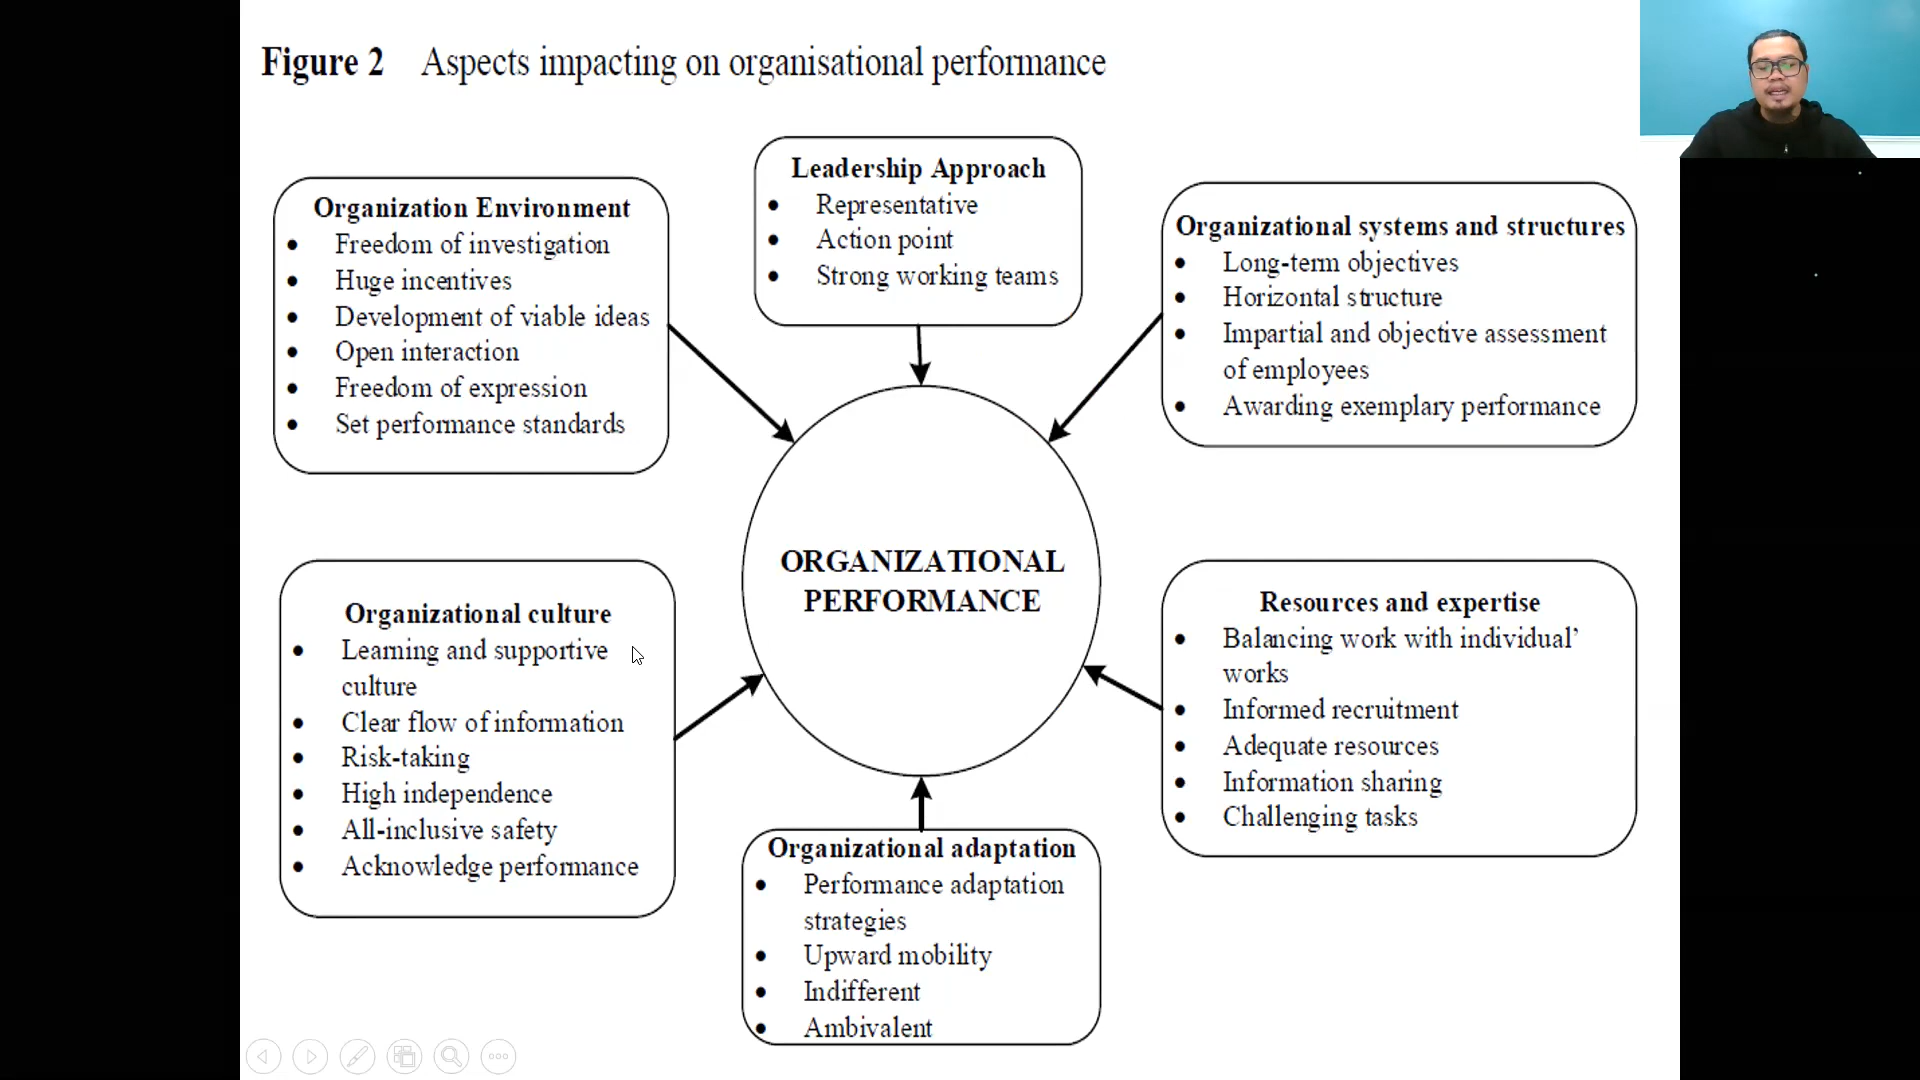 Figure 2 Aspects impacting on organisational performance
Leadership Approach
• Representative
• Action point
• Strong working teams
Organization Environment
• Freedom of investigation
• Huge incentives
• Development of viable ideas
• Open interaction
• Freedom of expression
• Set performance standards
Organizational systems and structures
• Long-term objectives
• Horizontal structure
• Impartial and objective assessment
of employees
• Awarding exemplary performance
ORGANIZATIONAL
PERFORMANCE
Organizational culture
• Learning and supportive
culture
• Clear flow of information
• Risk-taking
• High independence
• All-inclusive safety
• Acknowledge performance
Resources and expertise
• Balancing work with individual’
works
• Informed recruitment
• Adequate resources
• Information sharing
• Challenging tasks
Organizational adaptation
• Performance adaptation
strategies
• Upward mobility
• Indifferent
• Ambivalent